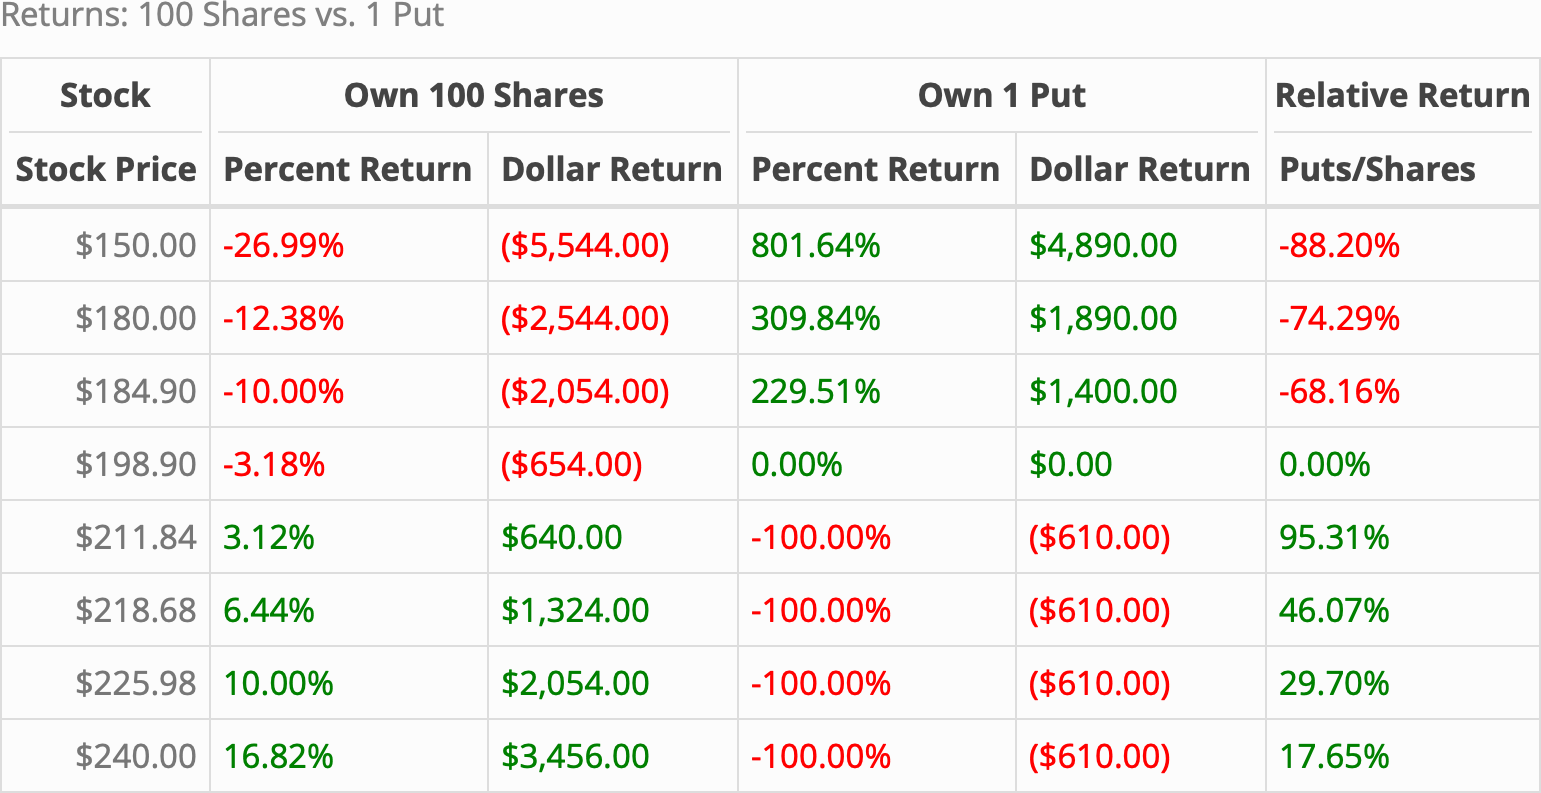 Returns: 100 Shares vs. 1 Put
Stock Own 100 Shares Own 1 Put Relative Return
Stock Price Percent Return Dollar Return Percent Return Dollar Return Puts/Shares
$150.00 -26.99% ($5,544.00) 801.64% $4,890.00 -88.20%
$180.00 -12.38% ($2,544.00) 309.84% $1,890.00 -74.29%
$184.90 -10.00% ($2,054.00) 229.51% $1,400.00 -68.16%
$198.90 -3.18% ($654.00) 0.00% $0.00 0.00%
$211.84 3.12% $640.00 -100.00% ($610.00) 95.31%
$218.68 6.44% $1,324.00 -100.00% ($610.00) 46.07%
$225.98 10.00% $2,054.00 -100.00% ($610.00) 29.70%
$240.00 16.82% $3,456.00 -100.00% ($610.00) 17.65%